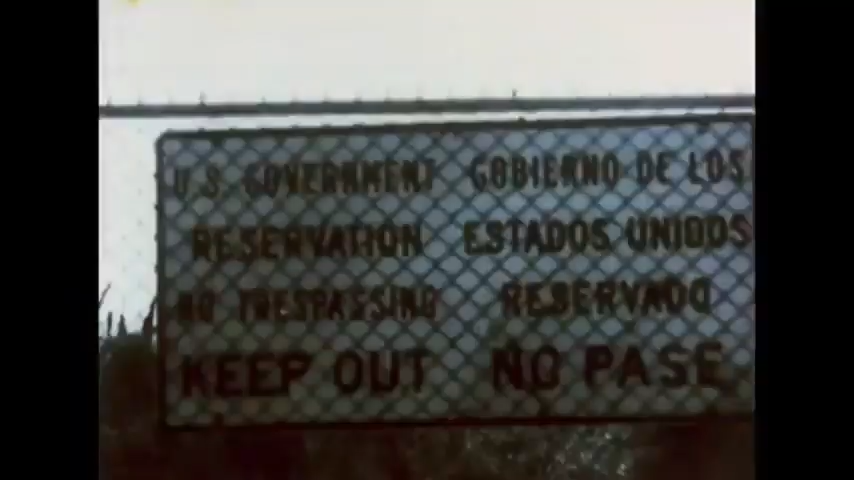 U.S. GOVERNMENT
RESERVATION
NO TRESPASSING
KEEP OUT
GOBIERNO DE LOS
ESTADOS UNIDOS
RESERVADO
NO PASE